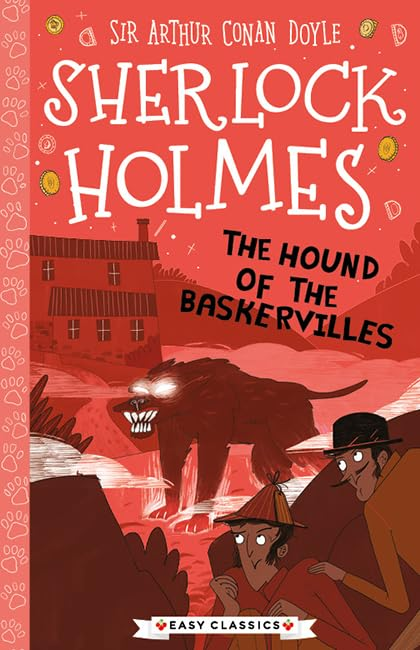 SIR ARTHUR CONAN DOYLE
SHERLOCK
HOLMES
THE HOUND
OF THE
BASKERVILLES
EASY CLASSICS